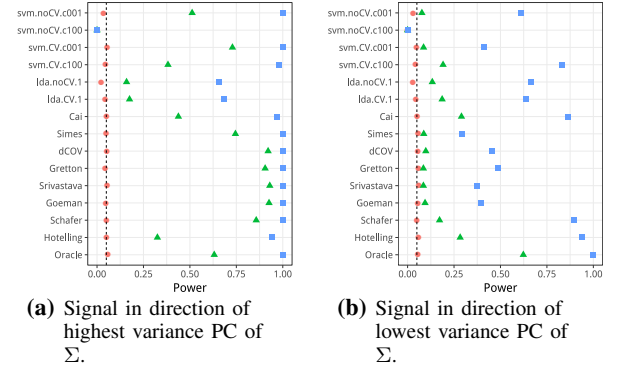 svm.noCV.c001
svm.noCV.c100
svm.CV.c001
svm.CV.c100
lda.noCV.1
lda.CV.1
Cai
Simes
dCOV
Gretton
Srivastava
Goeman
Schafer
Hotelling
Oracle
0.00 0.25 0.50 0.75 1.00
Power
(a) Signal in direction of
highest variance PC of
Σ.
svm.noCV.c001
svm.noCV.c100
svm.CV.c001
svm.CV.c100
lda.noCV.1
lda.CV.1
Cai
Simes
dCOV
Gretton
Srivastava
Goeman
Schafer
Hotelling
Oracle
0.00 0.25 0.50 0.75 1.00
Power
(b) Signal in direction of
lowest variance PC of
Σ.